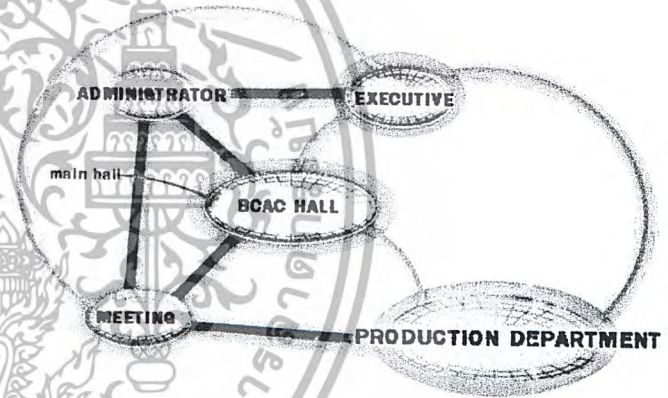 ADMINISTRATOR
EXECUTIVE
main hall
BCAC HALL
MEETING
PRODUCTION DEPARTMENT